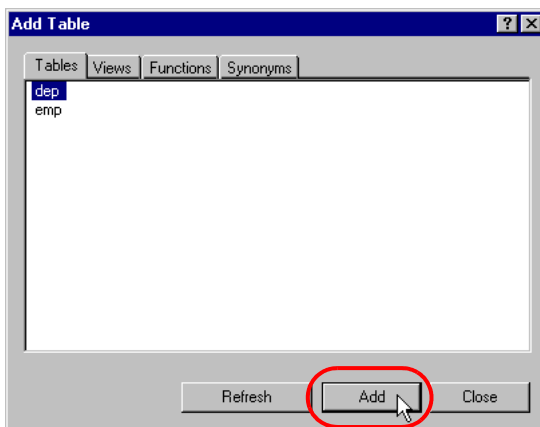 Add Table
Tables Views Functions Synonyms
dep
emp
Refresh Add Close